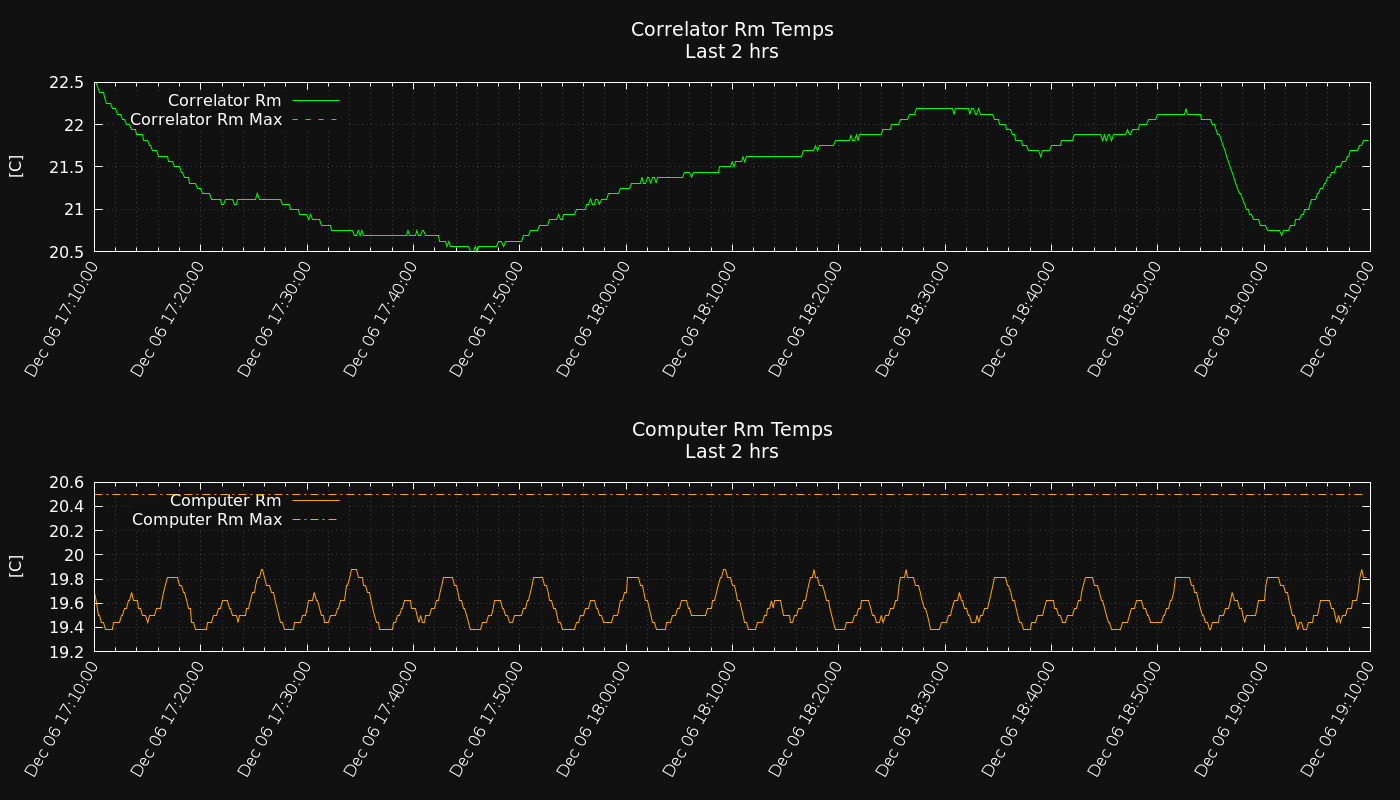 Correlator Rm Temps
Last 2 hrs
22.5
22
21.5
21
20.5
[C]
Correlator Rm
Correlator Rm Max
Dec 06 17:10:00
Dec 06 17:20:00
Dec 06 17:30:00
Dec 06 17:40:00
Dec 06 17:50:00
Dec 06 18:00:00
Dec 06 18:10:00
Dec 06 18:20:00
Dec 06 18:30:00
Dec 06 18:40:00
Dec 06 18:50:00
Dec 06 19:00:00
Dec 06 19:10:00
Computer Rm Temps
Last 2 hrs
20.6
20.4
20.2
20
19.8
19.6
19.4
19.2
[C]
Computer Rm
Computer Rm Max
Dec 06 17:10:00
Dec 06 17:20:00
Dec 06 17:30:00
Dec 06 17:40:00
Dec 06 17:50:00
Dec 06 18:00:00
Dec 06 18:10:00
Dec 06 18:20:00
Dec 06 18:30:00
Dec 06 18:40:00
Dec 06 18:50:00
Dec 06 19:00:00
Dec 06 19:10:00